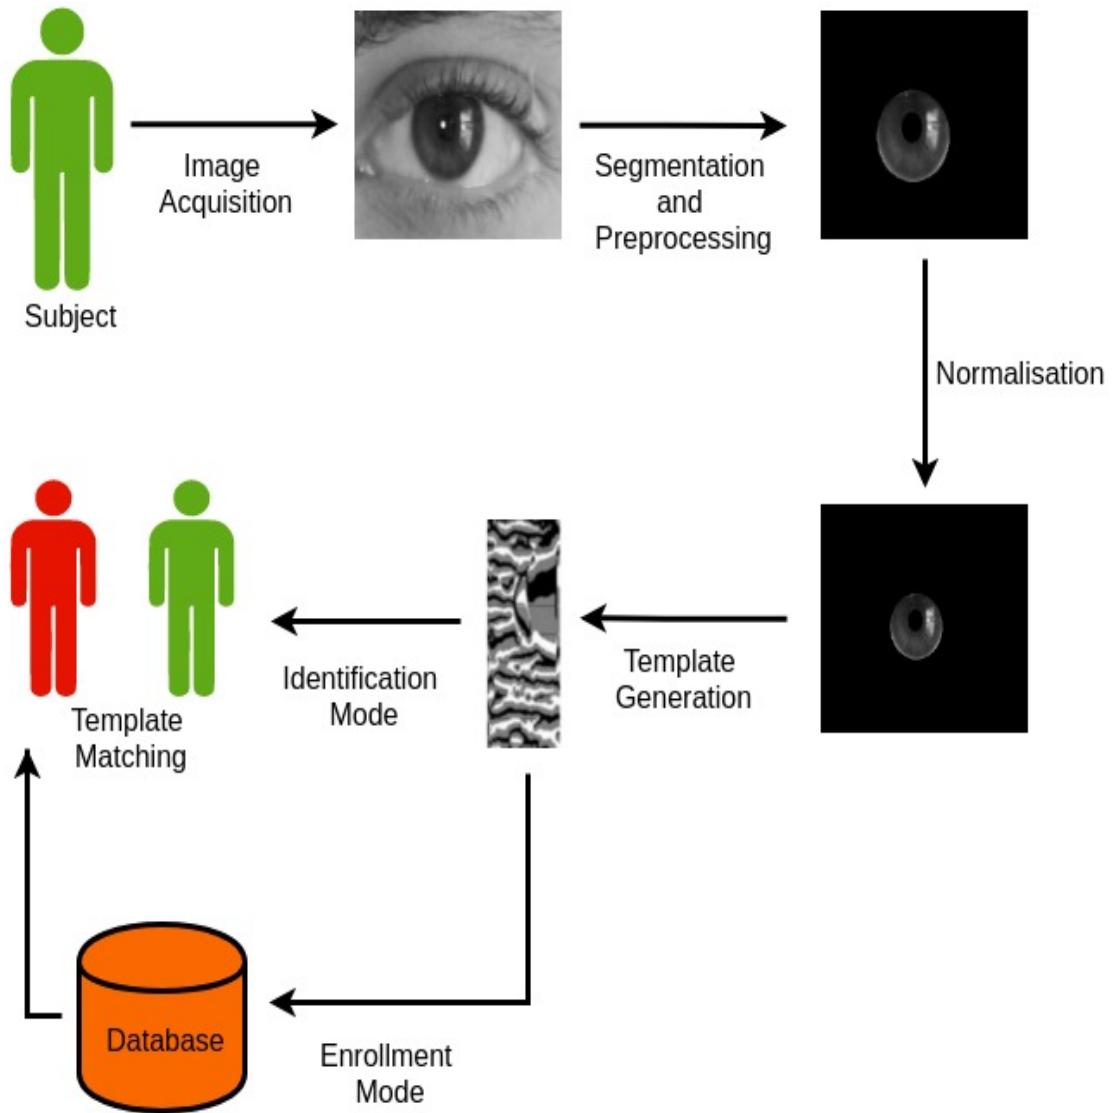 Image
Acquisition
Segmentation
and
Preprocessing
Subject
Normalisation
Template
Generation
Identification
Mode
Template
Matching
Database
Enrollment
Mode